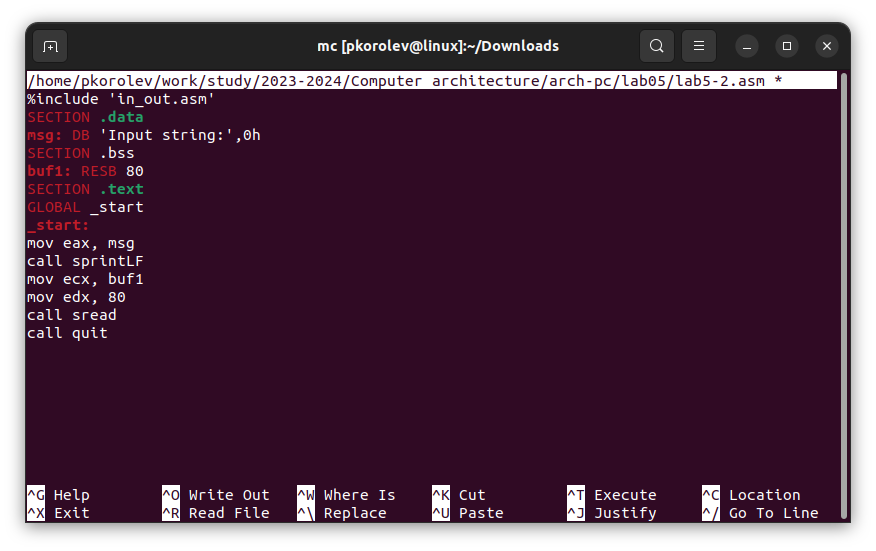 mc [pkorolev@linux]:~/Downloads
/home/pkorolev/work/study/2023-2024/Computer architecture/arch-pc/lab05/lab5-2.asm *
%include 'in_out.asm'
SECTION .data
msg: DB 'Input string:',0h
SECTION .bss
buf1: RESB 80
SECTION .text
GLOBAL _start
_start:
mov eax, msg
call sprintLF
mov ecx, buf1
mov edx, 80
call sread
call quit
^G Help ^O Write Out ^W Where Is ^K Cut ^T Execute ^C Location
^X Exit ^R Read File ^\ Replace ^U Paste ^J Justify ^/ Go To Line